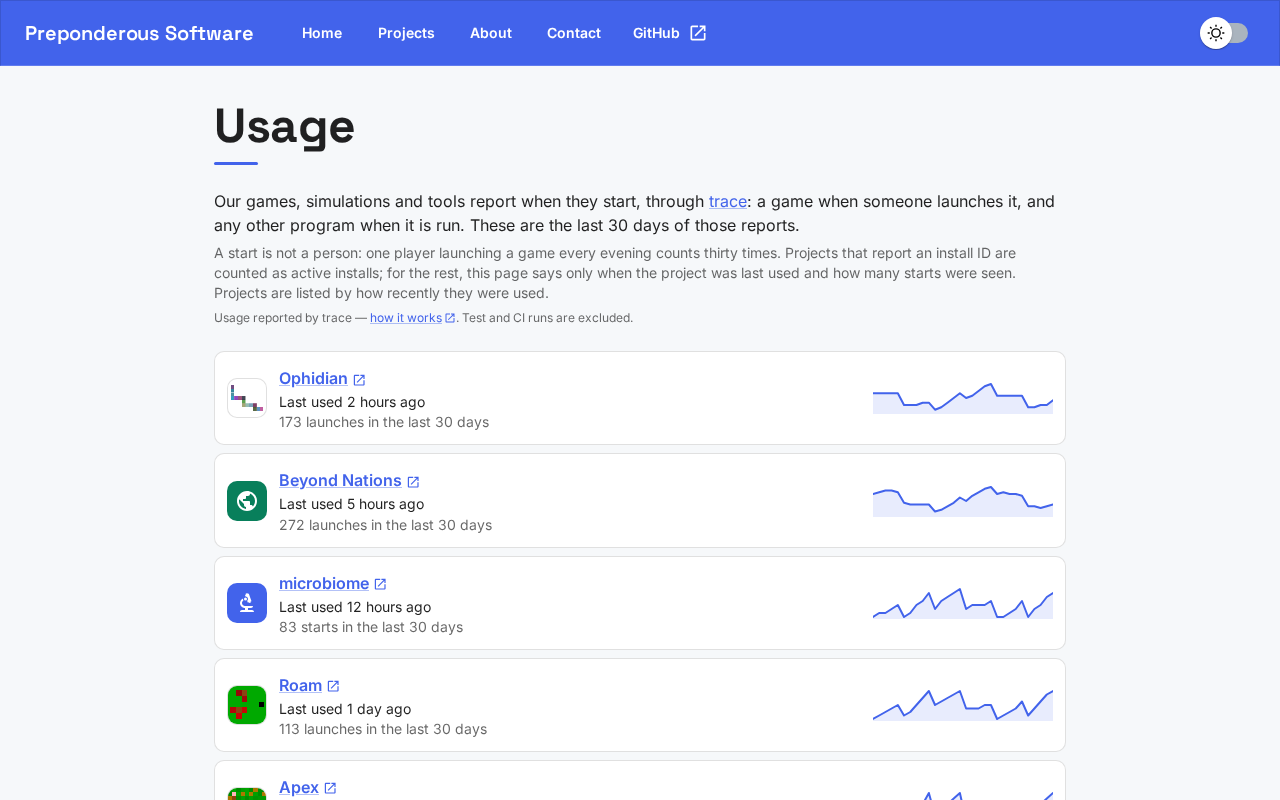 Preponderous Software Home Projects About Contact GitHub
Usage
Our games, simulations and tools report when they start, through trace: a game when someone launches it, and
any other program when it is run. These are the last 30 days of those reports.
A start is not a person: one player launching a game every evening counts thirty times. Projects that report an install ID are
counted as active installs; for the rest, this page says only when the project was last used and how many starts were seen.
Projects are listed by how recently they were used.
Usage reported by trace — how it works. Test and CI runs are excluded.
Ophidian
Last used 2 hours ago
173 launches in the last 30 days
Beyond Nations
Last used 5 hours ago
272 launches in the last 30 days
microbiome
Last used 12 hours ago
83 starts in the last 30 days
Roam
Last used 1 day ago
113 launches in the last 30 days
Apex